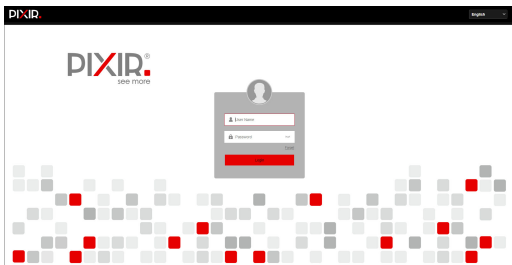 PIXIR.
English
PIXIR.®
see more
User Name
Password
Login